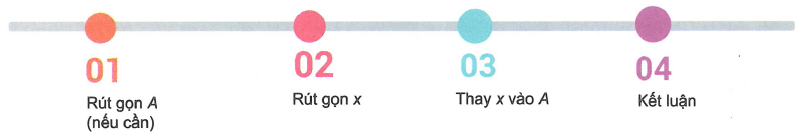 01
Rút gọn A
(nếu cần)
02
Rút gọn x
03
Thay x vào A
04
Kết luận